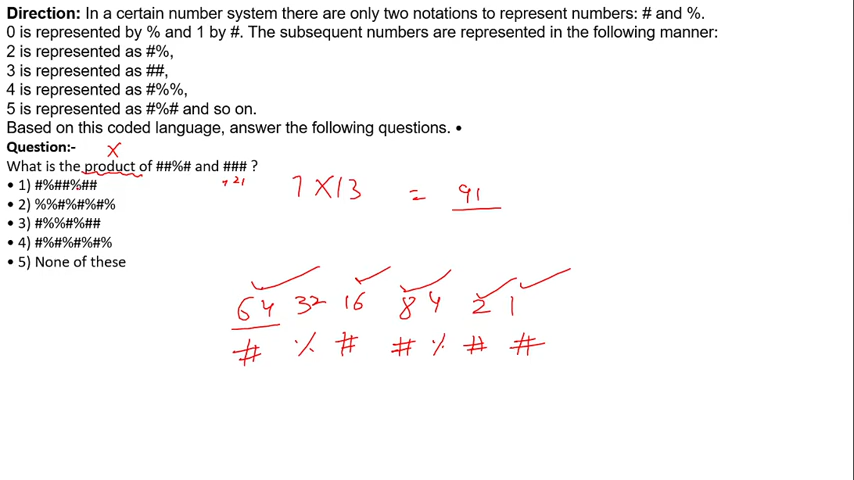 Direction: In a certain number system there are only two notations to represent numbers: # and %.
0 is represented by % and 1 by #. The subsequent numbers are represented in the following manner:
2 is represented as #%,
3 is represented as ##,
4 is represented as #%%,
5 is represented as #%# and so on.
Based on this coded language, answer the following questions. •
Question:-
X
What is the product of ##%# and ### ?
• 1) #%##%##
7 X 13 = 91
• 2) %%#%#%#%
• 3) #%%#%##
• 4) #%#%#%#%
• 5) None of these
64 32 16 8 4 2 1
# % # # % # #